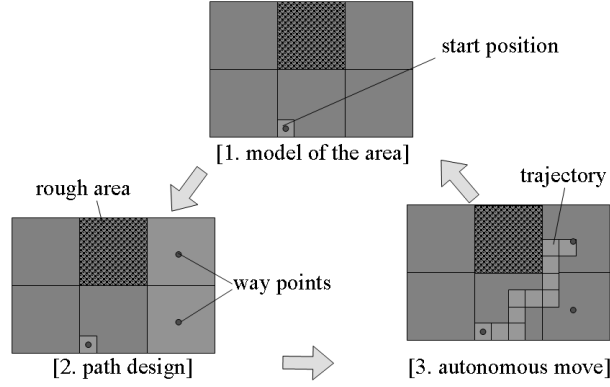 start position
[1. model of the area]
rough area
trajectory
way points
[2. path design]
[3. autonomous move]